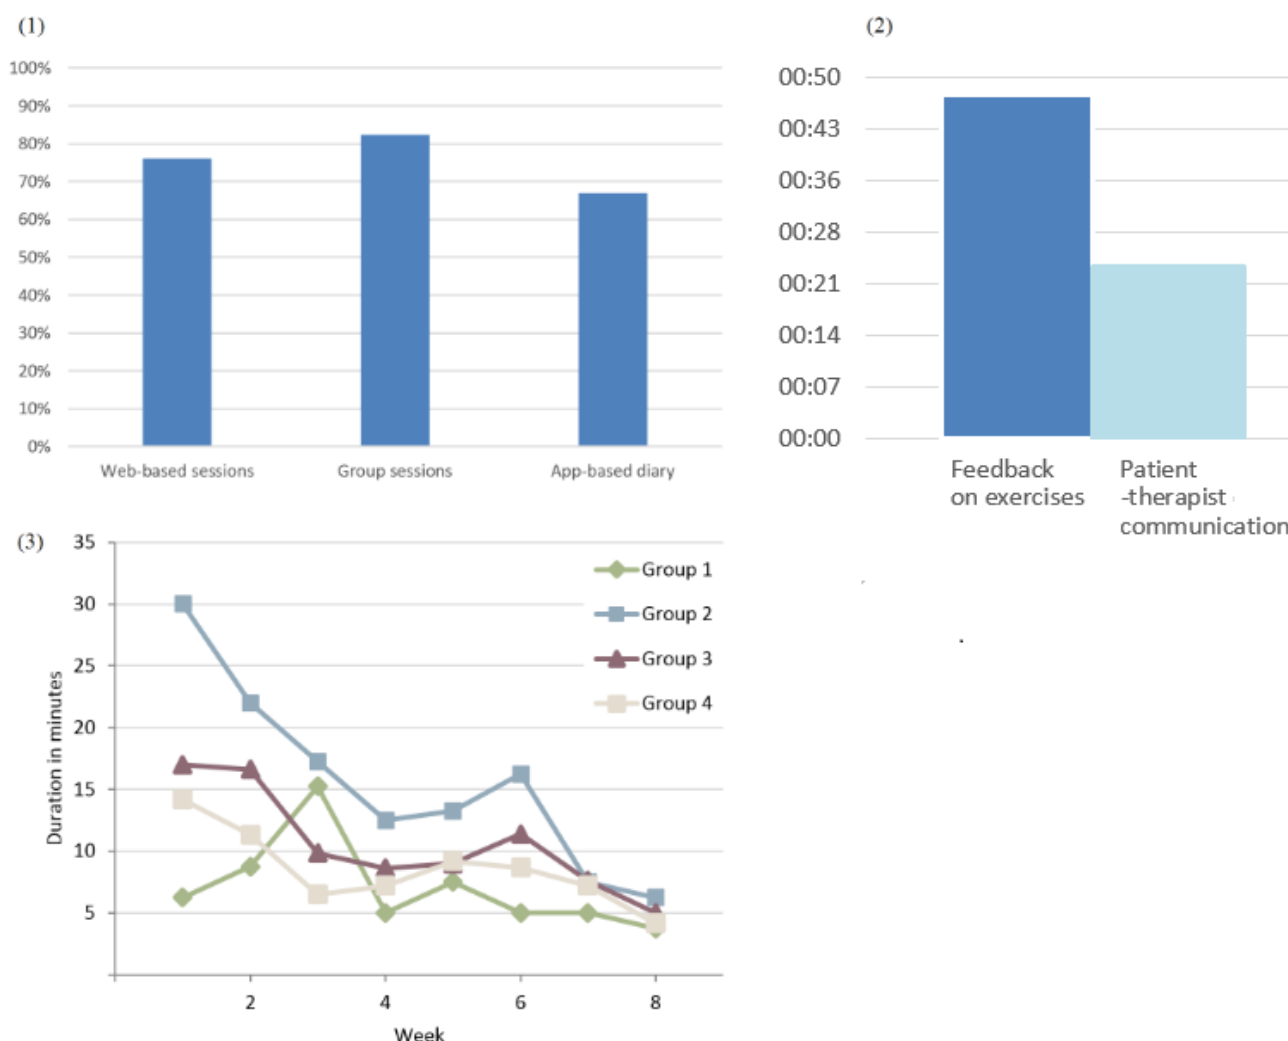 (1)
100%
90%
80%
70%
60%
50%
40%
30%
20%
10%
0%
Web-based sessions
Group sessions
App-based diary
(2)
00:50
00:43
00:36
00:28
00:21
00:14
00:07
00:00
Feedback
on exercises
Patient
-therapist
communication
(3)
35
30
25
20
15
10
5
Duration in minutes
Group 1
Group 2
Group 3
Group 4
2 4 6 8
Week